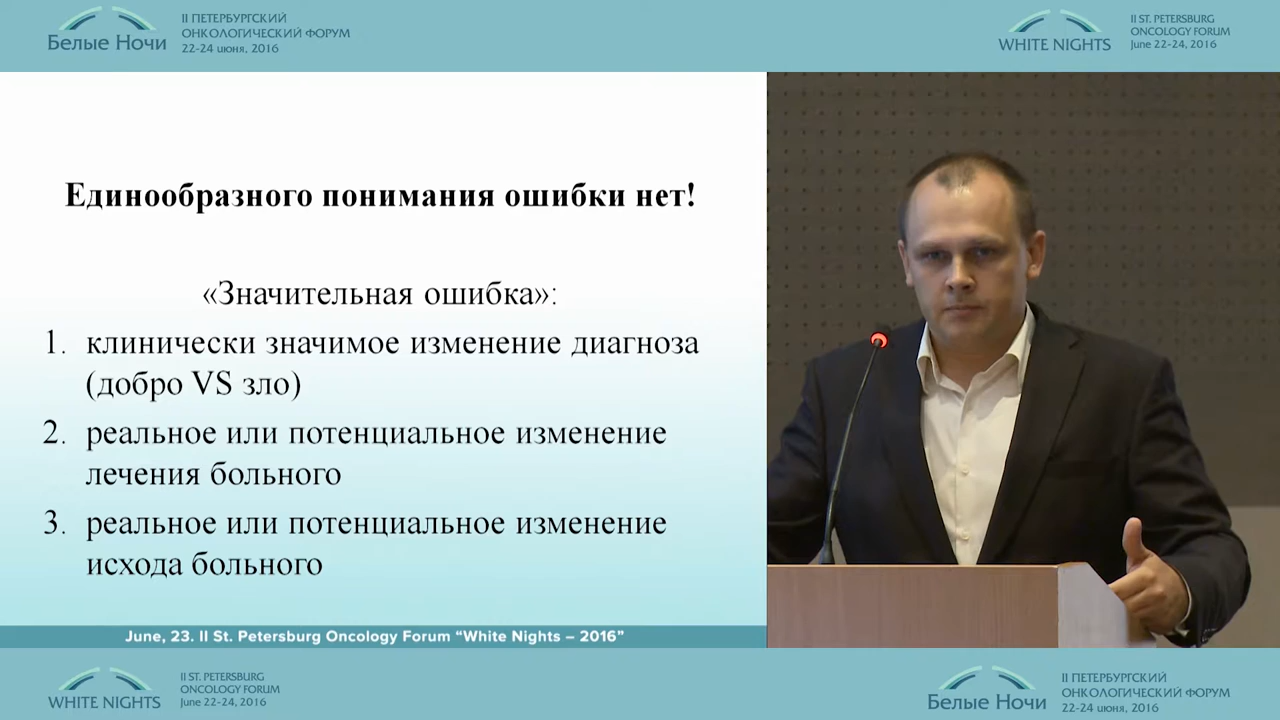 Белые Ночи
II ПЕТЕРБУРГСКИЙ
ОНКОЛОГИЧЕСКИЙ ФОРУМ
22-24 июня, 2016
WHITE NIGHTS
II ST. PETERSBURG
ONCOLOGY FORUM
June 22-24, 2016
Единообразного понимания ошибки нет!
«Значительная ошибка»:
1. клинически значимое изменение диагноза
(добро VS зло)
2. реальное или потенциальное изменение
лечения больного
3. реальное или потенциальное изменение
исхода больного
June, 23. II St. Petersburg Oncology Forum “White Nights – 2016”
WHITE NIGHTS
II ST. PETERSBURG
ONCOLOGY FORUM
June 22-24, 2016
Белые Ночи
II ПЕТЕРБУРГСКИЙ
ОНКОЛОГИЧЕСКИЙ ФОРУМ
22-24 июня, 2016